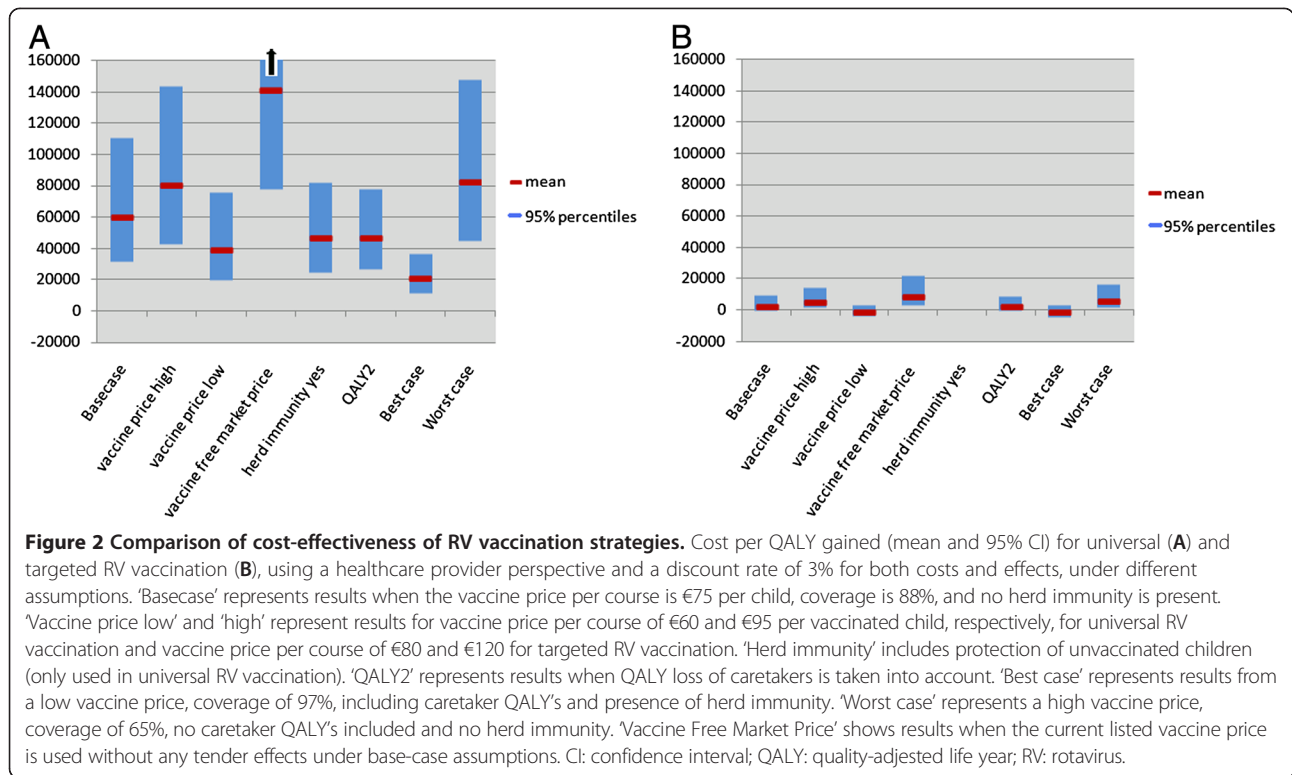 A
160000
140000
120000
100000
80000
60000
40000
20000
0
-20000
Basecase
vaccine price high
vaccine price low
vaccine free market price
herd immunity yes
QALY2
Best case
Worst case
mean
95% percentiles
B
160000
140000
120000
100000
80000
60000
40000
20000
0
-20000
Basecase
vaccine price high
vaccine price low
vaccine free market price
herd immunity yes
QALY2
Best case
Worst case
mean
95% percentiles
Figure 2 Comparison of cost-effectiveness of RV vaccination strategies. Cost per QALY gained (mean and 95% CI) for universal (A) and
targeted RV vaccination (B), using a healthcare provider perspective and a discount rate of 3% for both costs and effects, under different
assumptions. ‘Basecase’ represents results when the vaccine price per course is €75 per child, coverage is 88%, and no herd immunity is present.
‘Vaccine price low’ and ‘high’ represent results for vaccine price per course of €60 and €95 per vaccinated child, respectively, for universal RV
vaccination and vaccine price per course of €80 and €120 for targeted RV vaccination. ‘Herd immunity’ includes protection of unvaccinated children
(only used in universal RV vaccination). ‘QALY2’ represents results when QALY loss of caretakers is taken into account. ‘Best case’ represents results from
a low vaccine price, coverage of 97%, including caretaker QALY’s and presence of herd immunity. ‘Worst case’ represents a high vaccine price,
coverage of 65%, no caretaker QALY’s included and no herd immunity. ‘Vaccine Free Market Price’ shows results when the current listed vaccine price
is used without any tender effects under base-case assumptions. CI: confidence interval; QALY: quality-adjested life year; RV: rotavirus.